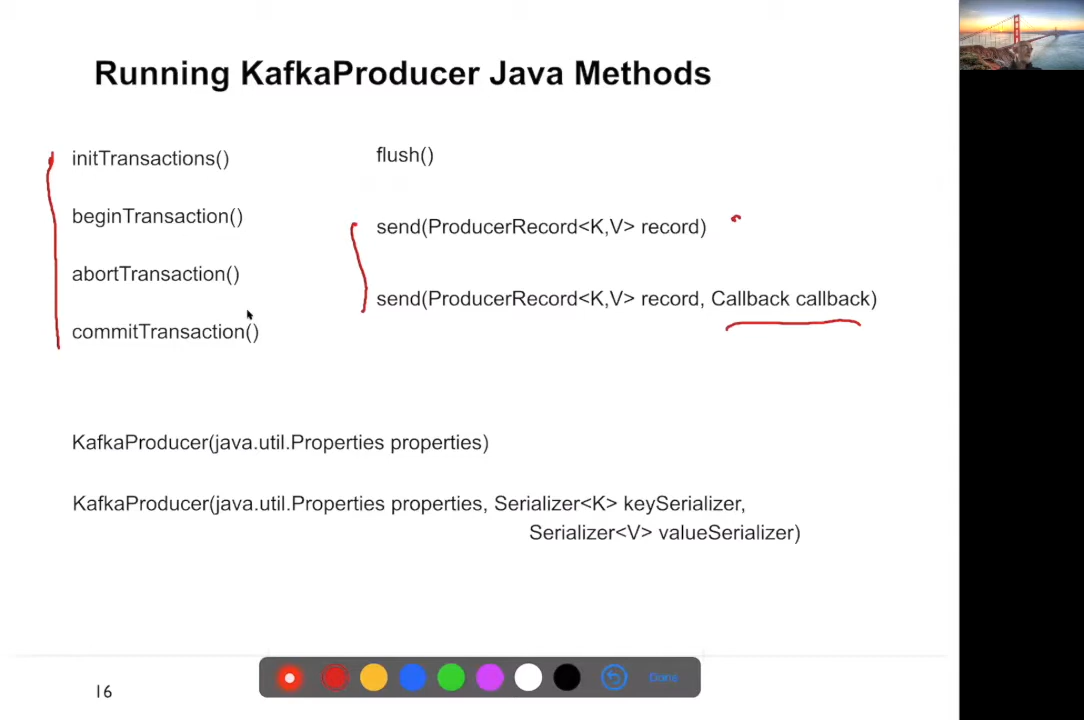 Running KafkaProducer Java Methods
initTransactions()
beginTransaction()
abortTransaction()
commitTransaction()
flush()
send(ProducerRecord<K,V> record)
send(ProducerRecord<K,V> record, Callback callback)
KafkaProducer(java.util.Properties properties)
KafkaProducer(java.util.Properties properties, Serializer<K> keySerializer,
Serializer<V> valueSerializer)
16
Done